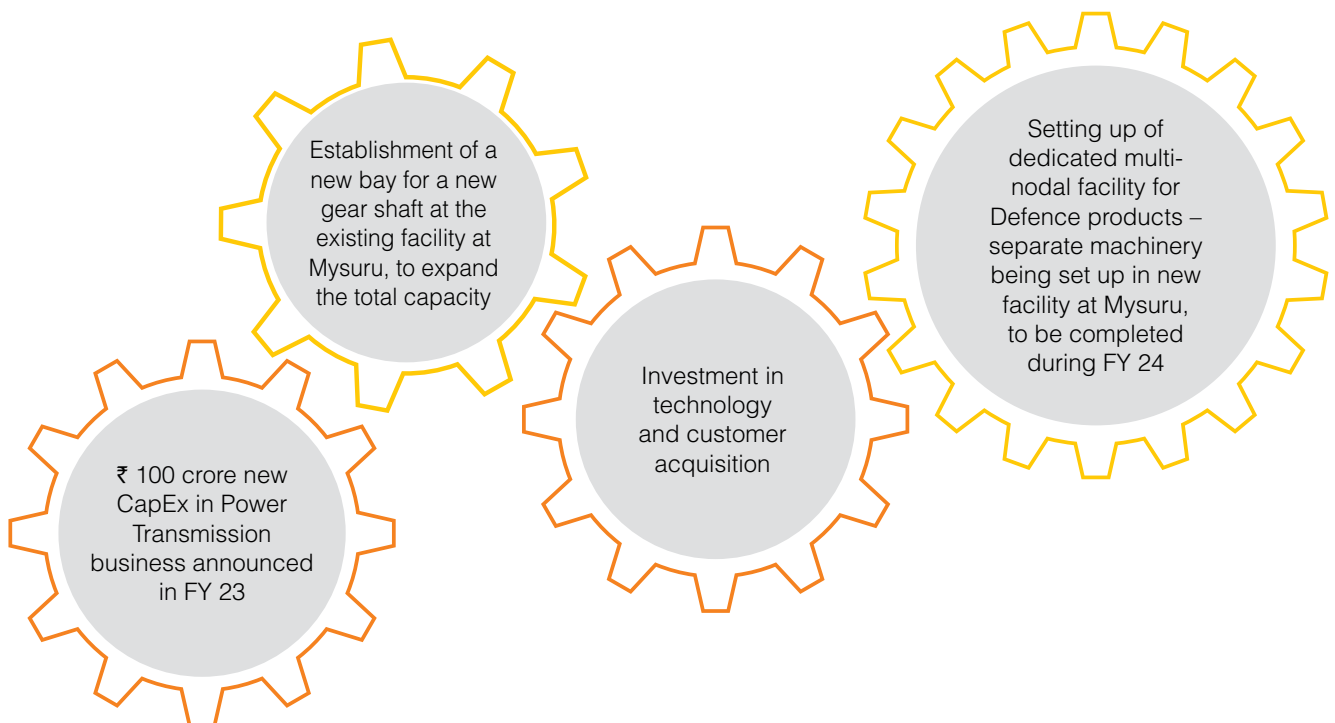 ₹ 100 crore new
CapEx in Power
Transmission
business announced
in FY 23
Establishment of a
new bay for a new
gear shaft at the
existing facility at
Mysuru, to expand
the total capacity
Investment in
technology
and customer
acquisition
Setting up of
dedicated multi-
nodal facility for
Defence products –
separate machinery
being set up in new
facility at Mysuru,
to be completed
during FY 24